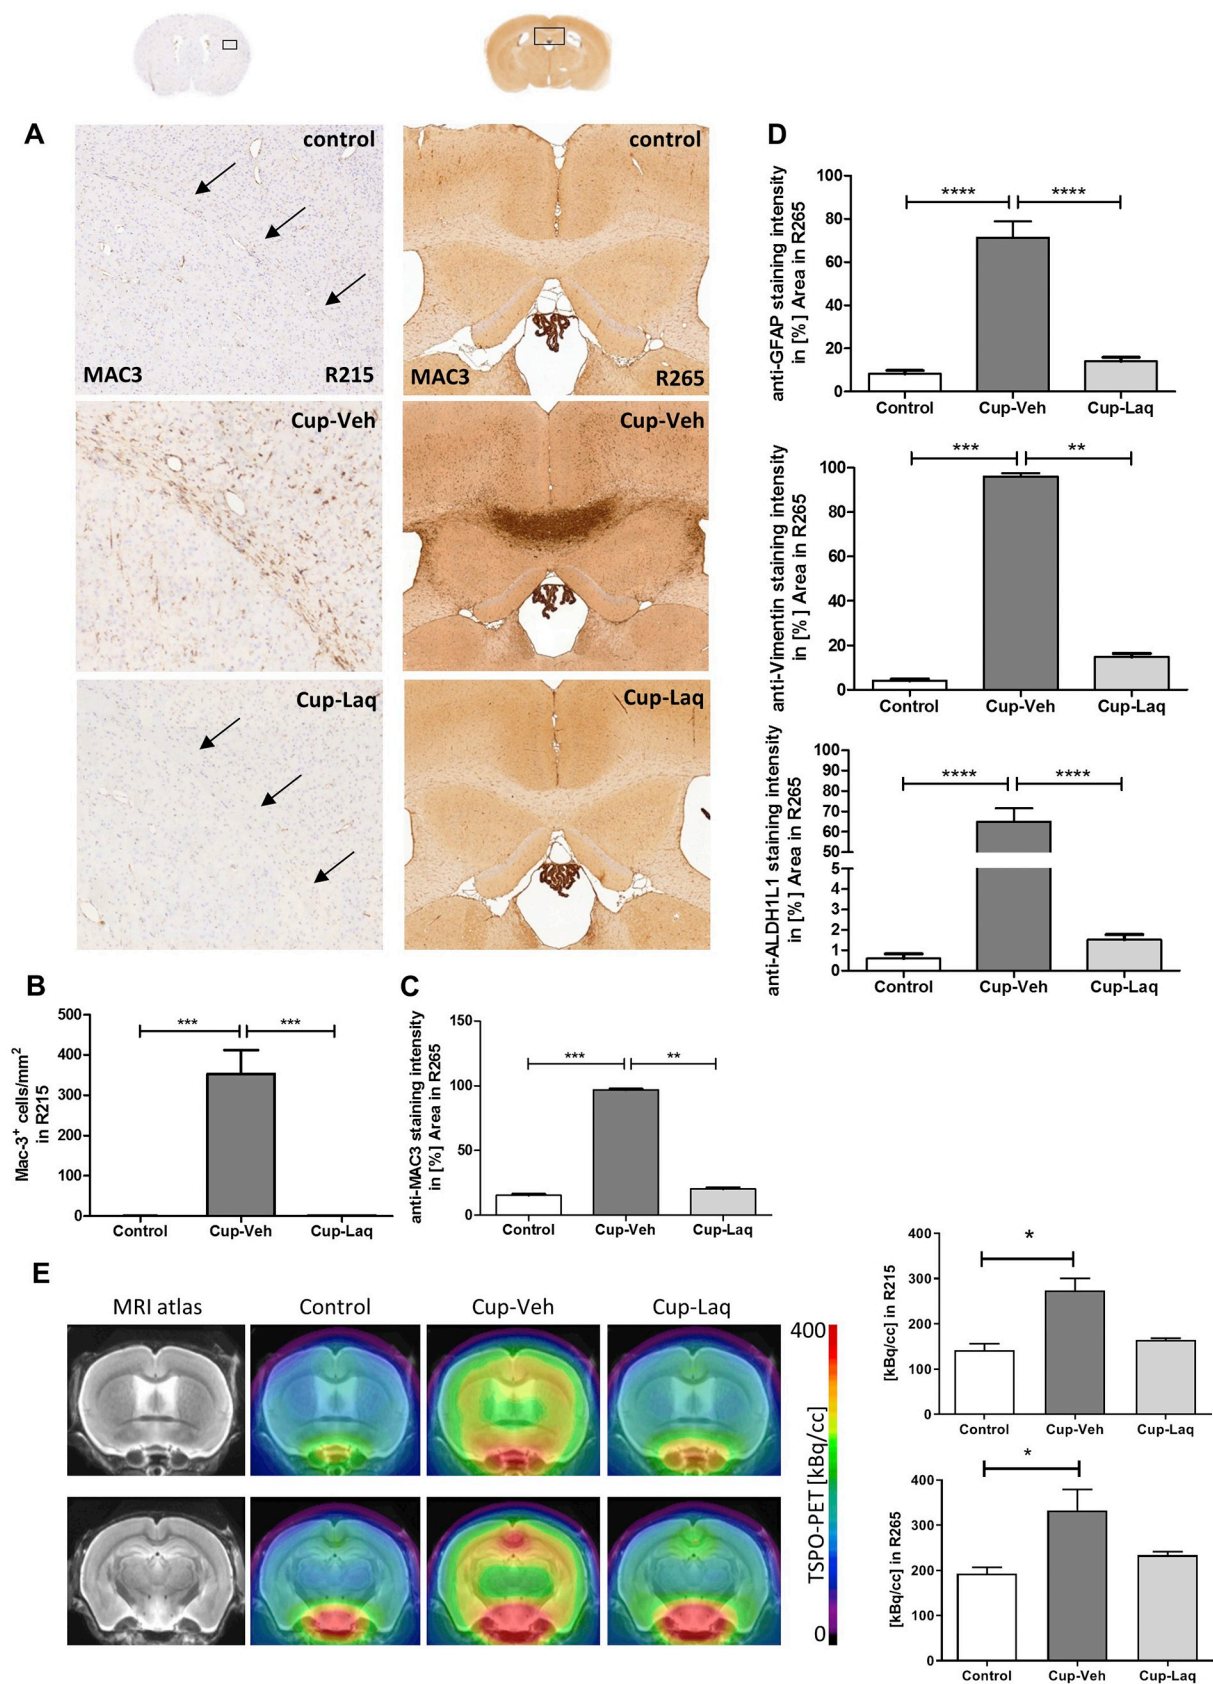 A
control
MAC3
R215
control
MAC3
R265
Cup-Veh
Cup-Veh
Cup-Laq
Cup-Laq
D
anti-GFAP staining intensity
in [%] Area in R265
100
80
60
40
20
0
****
****
Control
Cup-Veh
Cup-Laq
anti-Vimentin staining intensity
in [%] Area in R265
100
80
60
40
20
0
***
**
Control
Cup-Veh
Cup-Laq
anti-ALDH1L1 staining intensity
in [%] Area in R265
100
90
80
70
60
50
5
4
3
2
1
0
****
****
Control
Cup-Veh
Cup-Laq
B
Mac-3⁺ cells/mm²
in R215
500
400
300
200
100
0
***
***
Control
Cup-Veh
Cup-Laq
C
anti-MAC3 staining intensity
in [%] Area in R265
150
100
50
0
***
**
Control
Cup-Veh
Cup-Laq
E
MRI atlas
Control
Cup-Veh
Cup-Laq
400
TSPO-PET [kBq/cc]
0
[kBq/cc] in R215
400
300
200
100
0
*
Control
Cup-Veh
Cup-Laq
[kBq/cc] in R265
400
300
200
100
0
*
Control
Cup-Veh
Cup-Laq